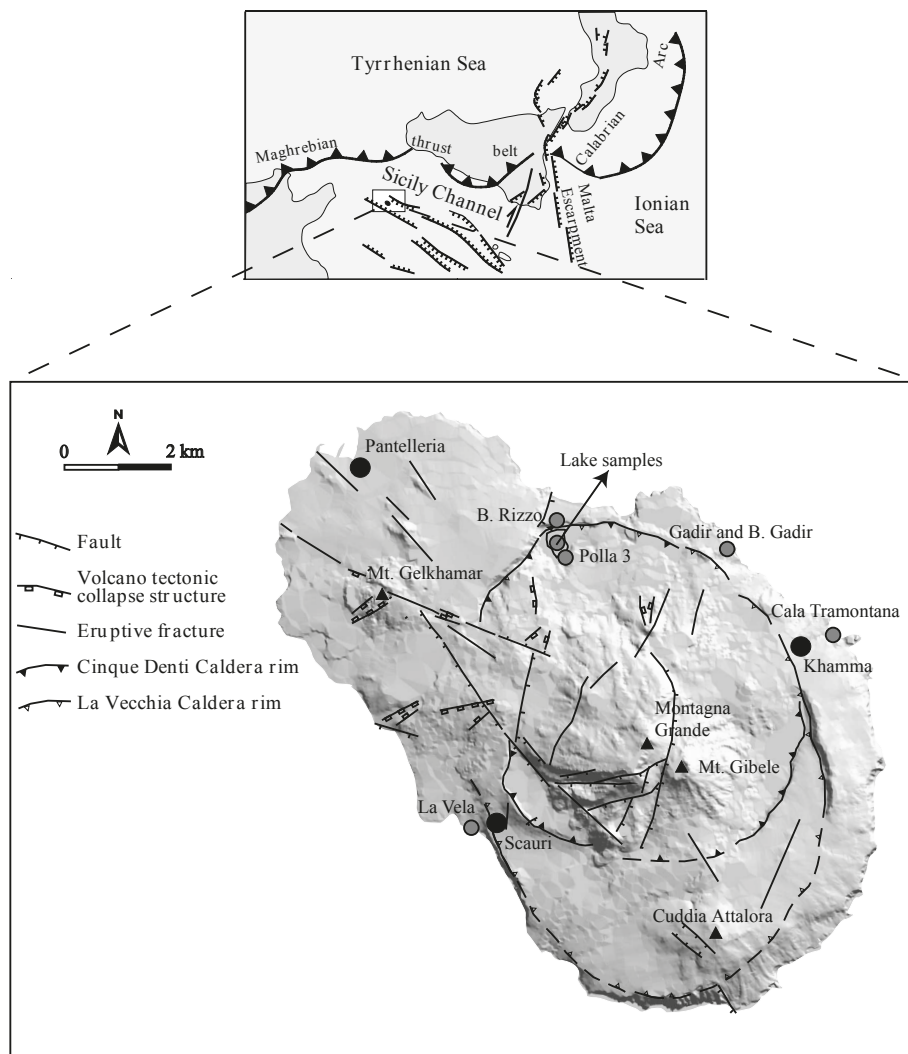 Tyrrhenian Sea
Arc
Maghrebian
thrust
belt
Calabrian
Sicily Channel
Malta
Escarpment
Ionian
Sea
N
0
2 km
Pantelleria
Lake samples
B. Rizzo
Gadir and B. Gadir
Fault
Polla 3
Mt. Gelkhamar
Volcano tectonic
collapse structure
Cala Tramontana
Eruptive fracture
Khamma
Cinque Denti Caldera rim
La Vecchia Caldera rim
Montagna
Grande
Mt. Gibele
La Vela
Scauri
Cuddia Attalora